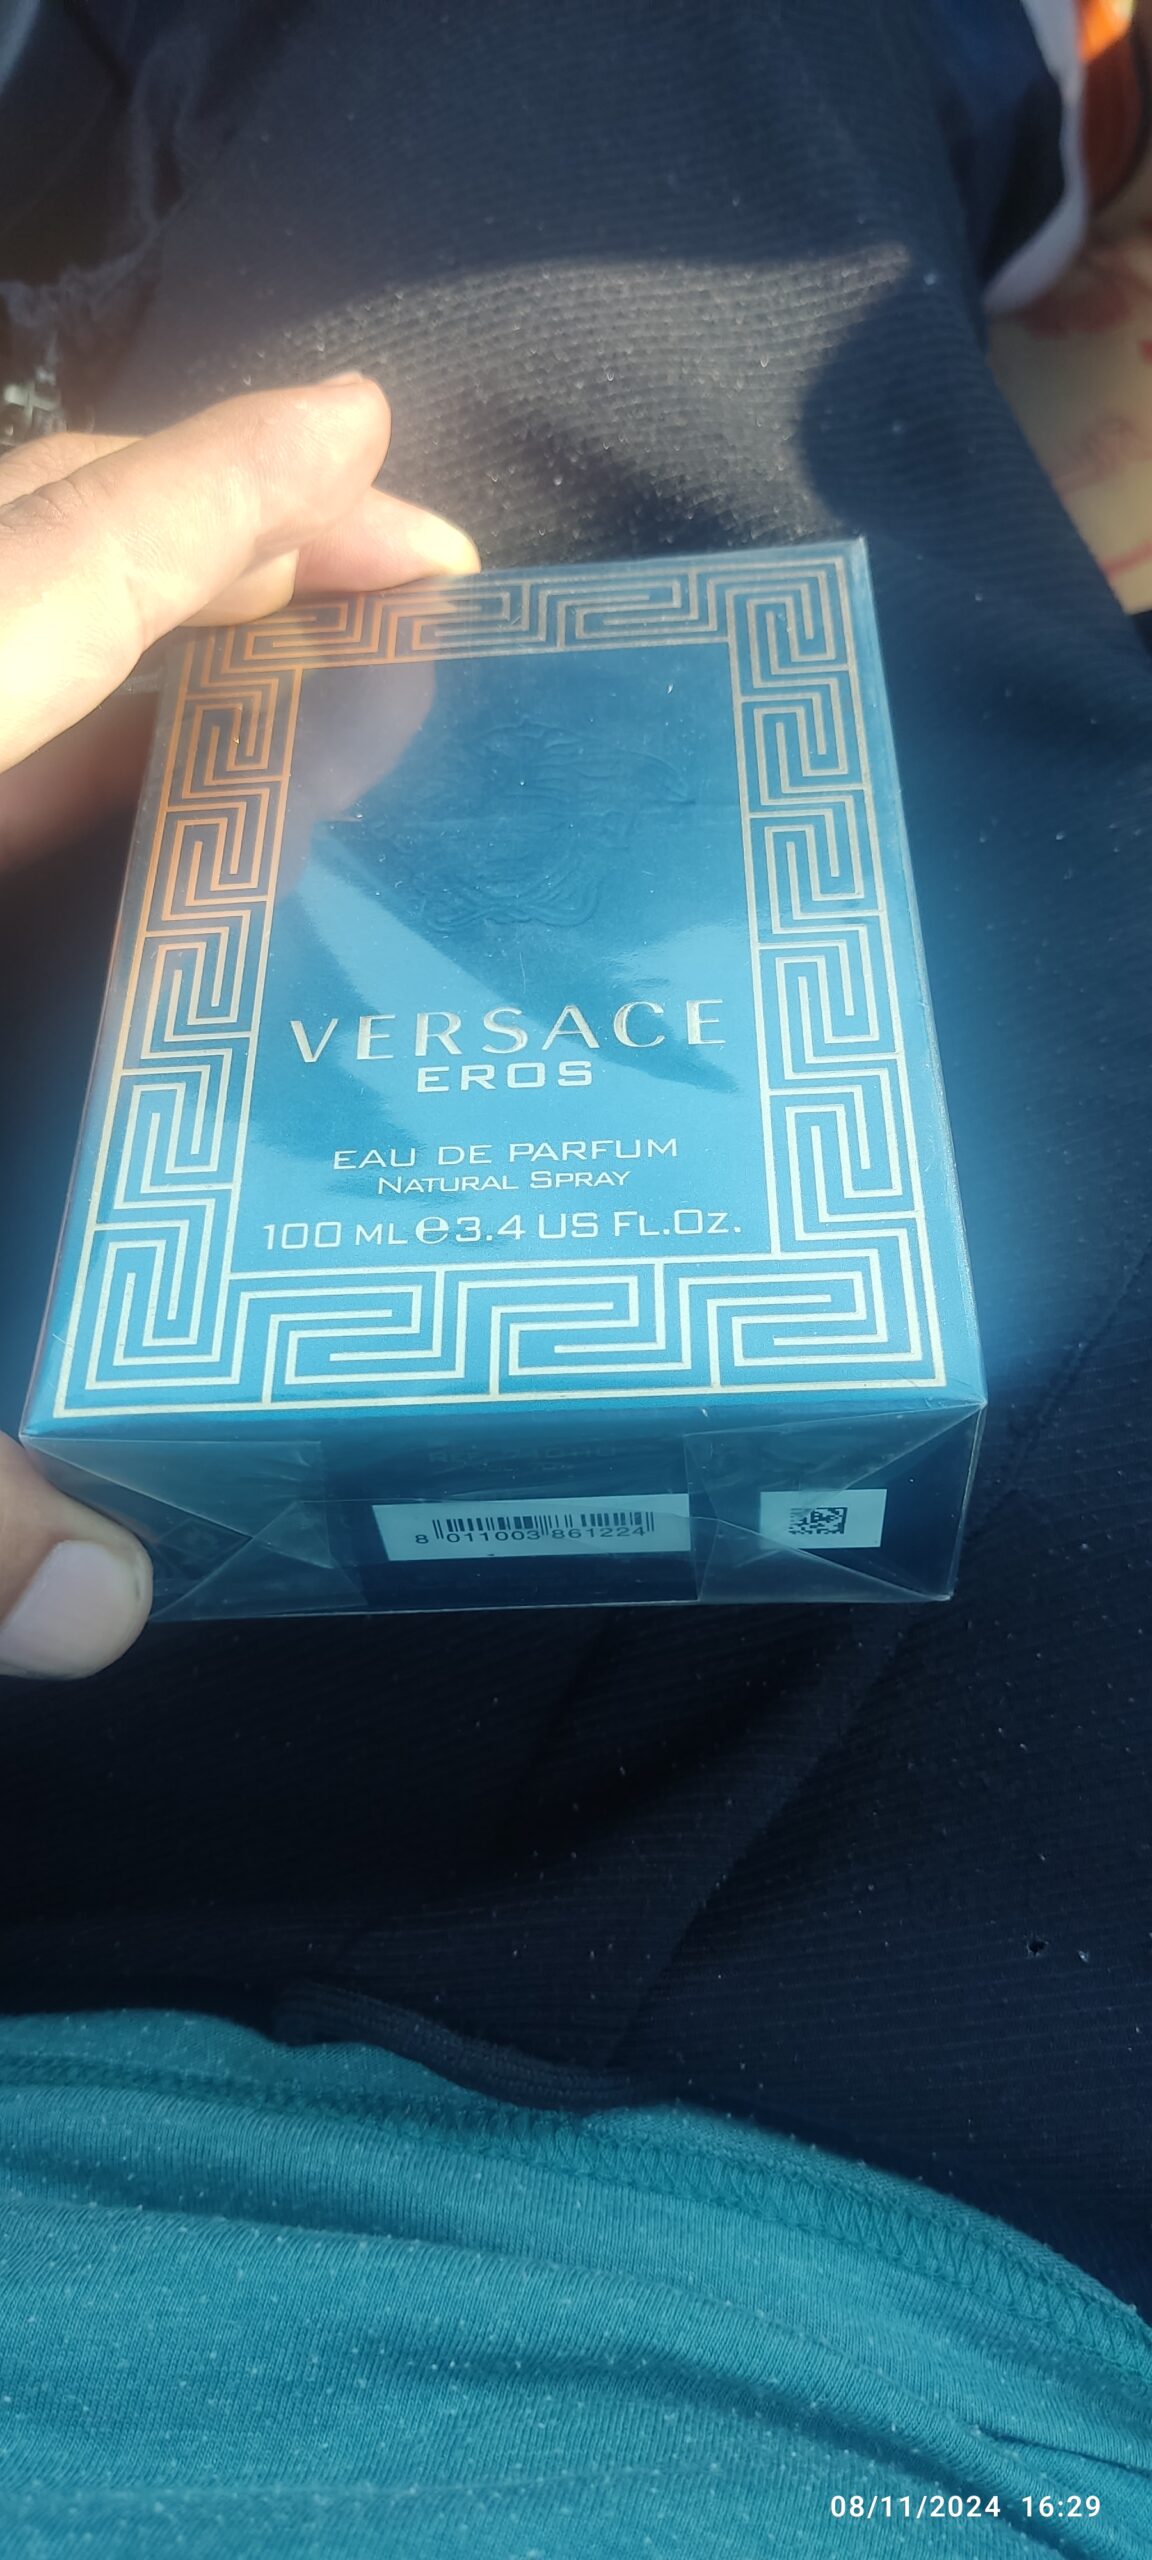 VERSACE
EROS
EAU DE PARFUM
NATURAL SPRAY
100 ML e 3.4 US FL.OZ.
8 011003 861224
08/11/2024 16:29